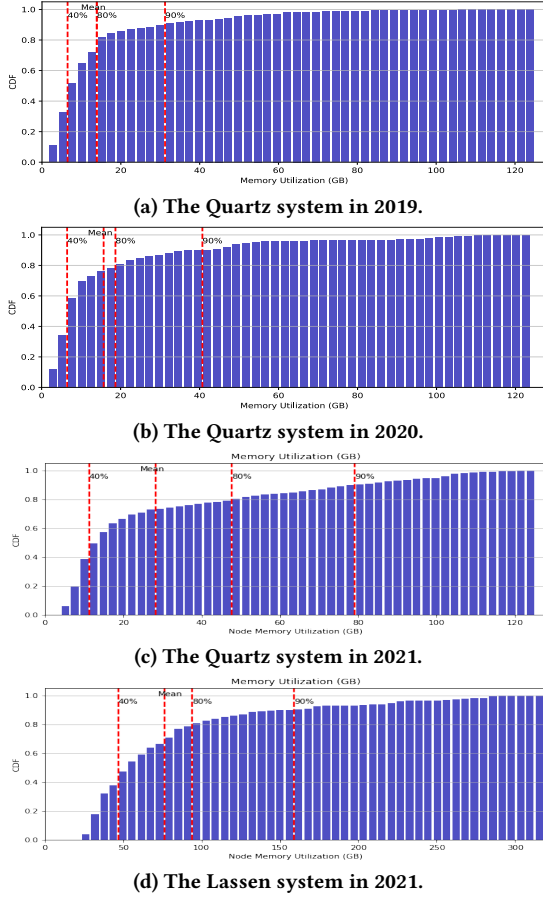 Mean
40% 80% 90%
1.0
0.8
0.6
0.4
0.2
0.0
CDF
0 20 40 60 80 100 120
Memory Utilization (GB)
(a) The Quartz system in 2019.
Mean
40% 80% 90%
1.0
0.8
0.6
0.4
0.2
0.0
CDF
0 20 40 60 80 100 120
Memory Utilization (GB)
(b) The Quartz system in 2020.
Memory Utilization (GB)
Mean
40% 80% 90%
1.0
0.8
0.6
0.4
0.2
0.0
CDF
0 20 40 60 80 100 120
Node Memory Utilization (GB)
(c) The Quartz system in 2021.
Memory Utilization (GB)
Mean
40% 80% 90%
1.0
0.8
0.6
0.4
0.2
0.0
CDF
0 50 100 150 200 250 300
Node Memory Utilization (GB)
(d) The Lassen system in 2021.